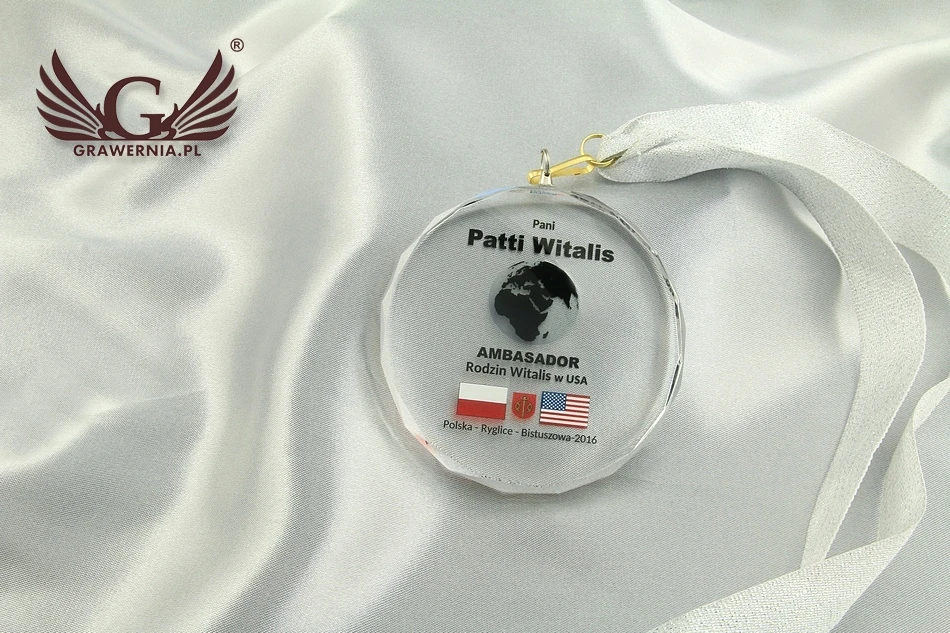 G
®
GRAWERNIA.PL
Pani
Patti Witalis
AMBASADOR
Rodzin Witalis w USA
Polska - Ryglice - Bistuszowa-2016